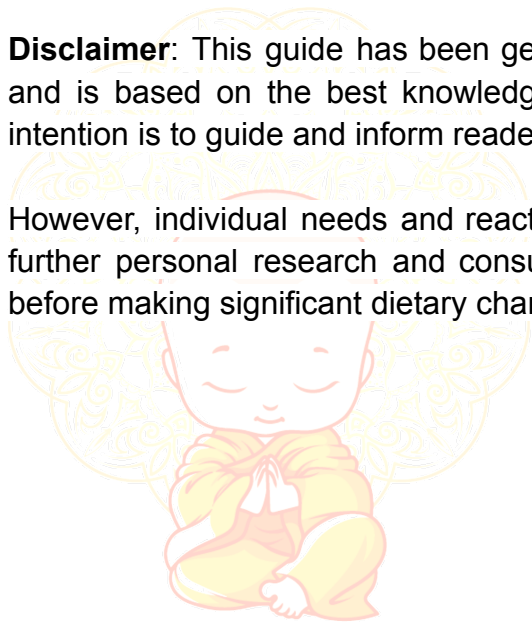 Disclaimer: This guide has been ge
and is based on the best knowledg
intention is to guide and inform reade
However, individual needs and react
further personal research and consu
before making significant dietary chan